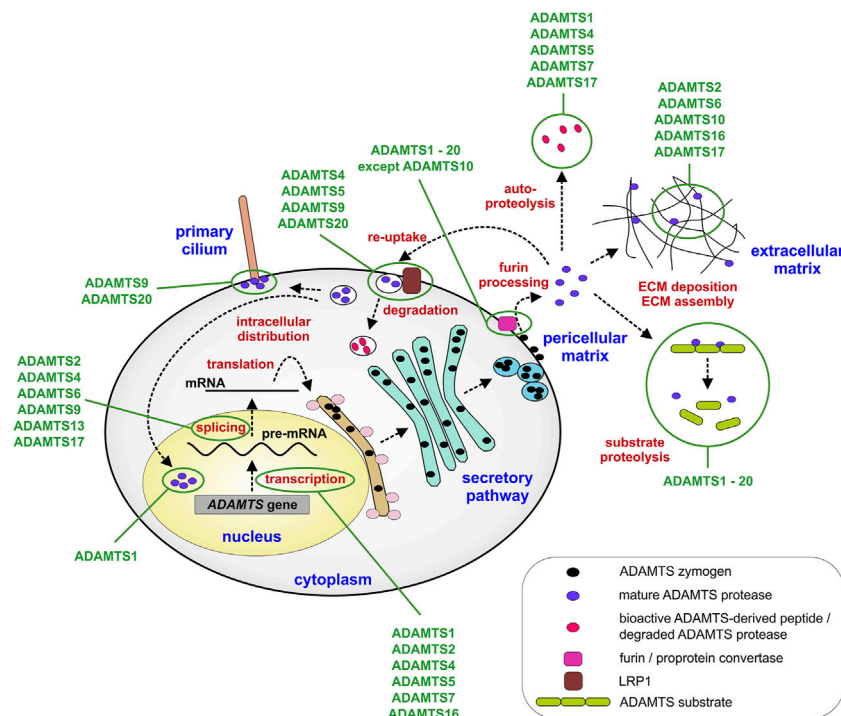 ADAMTS1
ADAMTS4
ADAMTS5
ADAMTS7
ADAMTS17
ADAMTS2
ADAMTS6
ADAMTS10
ADAMTS16
ADAMTS17
ADAMTS1 - 20
except ADAMTS10
ADAMTS4
ADAMTS5
ADAMTS9
ADAMTS20
auto-
proteolysis
primary
cilium
re-uptake
extracellular
matrix
furin
processing
ADAMTS9
ADAMTS20
ECM deposition
ECM assembly
degradation
intracellular
distribution
pericellular
matrix
translation
mRNA
ADAMTS2
ADAMTS4
ADAMTS6
ADAMTS9
ADAMTS13
ADAMTS17
splicing
pre-mRNA
substrate
proteolysis
secretory
pathway
transcription
ADAMTS1 - 20
ADAMTS gene
nucleus
ADAMTS1
cytoplasm
ADAMTS zymogen
mature ADAMTS protease
bioactive ADAMTS-derived peptide /
degraded ADAMTS protease
furin / proprotein convertase
LRP1
ADAMTS substrate
ADAMTS1
ADAMTS2
ADAMTS4
ADAMTS5
ADAMTS7
ADAMTS16